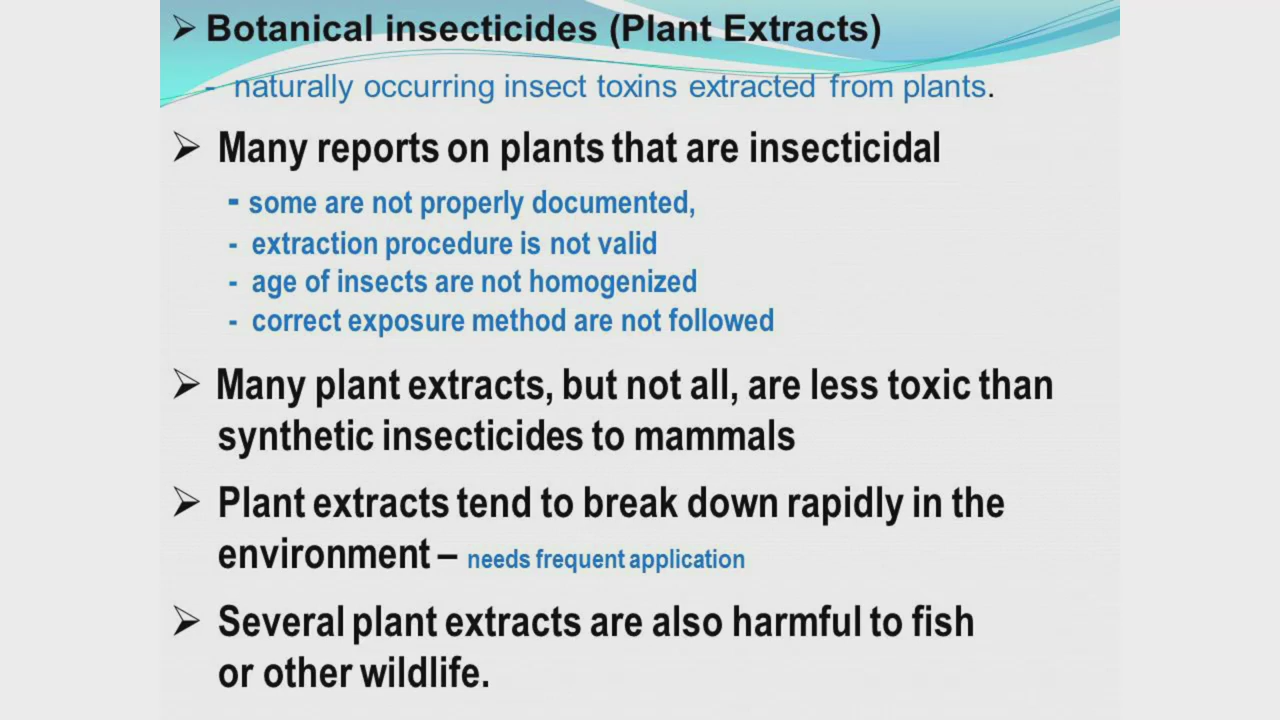 ➢ Botanical insecticides (Plant Extracts)
- naturally occurring insect toxins extracted from plants.
➢ Many reports on plants that are insecticidal
- some are not properly documented,
- extraction procedure is not valid
- age of insects are not homogenized
- correct exposure method are not followed
➢ Many plant extracts, but not all, are less toxic than
synthetic insecticides to mammals
➢ Plant extracts tend to break down rapidly in the
environment – needs frequent application
➢ Several plant extracts are also harmful to fish
or other wildlife.